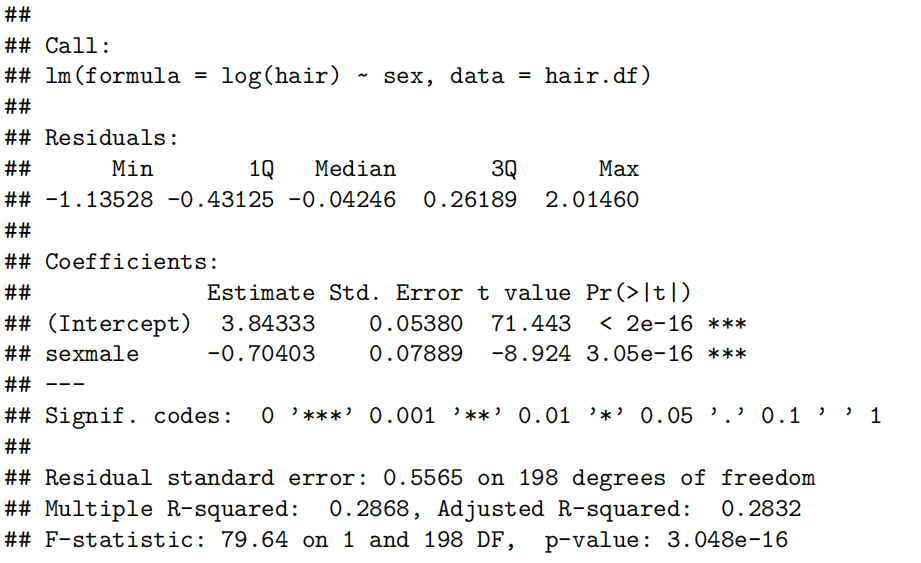 ##
## Call:
## lm(formula = log(hair) ~ sex, data = hair.df)
##
## Residuals:
##      Min       1Q   Median       3Q      Max
## -1.13528 -0.43125 -0.04246  0.26189  2.01460
##
## Coefficients:
##             Estimate Std. Error t value Pr(>|t|)
## (Intercept)  3.84333    0.05380  71.443  < 2e-16 ***
## sexmale     -0.70403    0.07889  -8.924 3.05e-16 ***
## ---
## Signif. codes:  0 ’***’ 0.001 ’**’ 0.01 ’*’ 0.05 ’.’ 0.1 ’ ’ 1
##
## Residual standard error: 0.5565 on 198 degrees of freedom
## Multiple R-squared:  0.2868, Adjusted R-squared:  0.2832
## F-statistic: 79.64 on 1 and 198 DF,  p-value: 3.048e-16